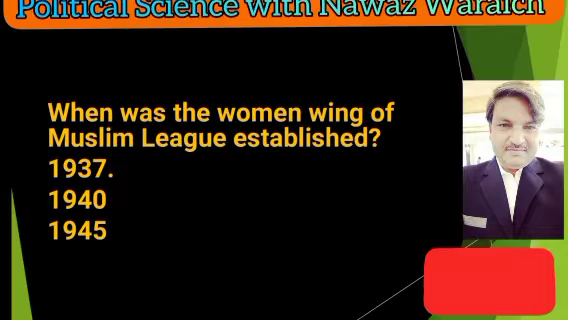 Political Science with Nawaz Waraich
When was the women wing of
Muslim League established?
1937.
1940
1945